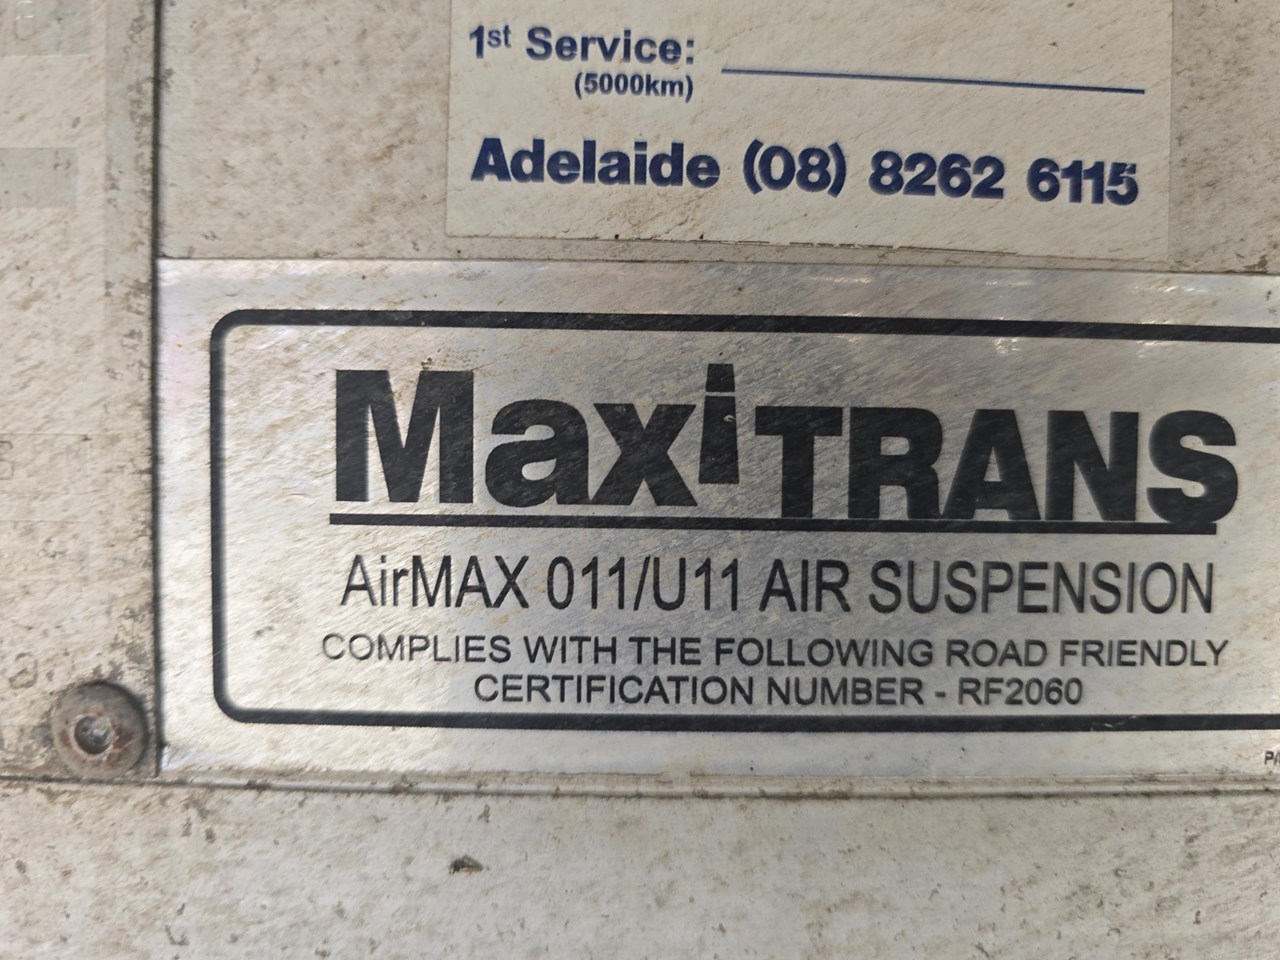 1st Service:
(5000km)
Adelaide (08) 8262 6115
MaxiTRANS
AirMAX 011/U11 AIR SUSPENSION
COMPLIES WITH THE FOLLOWING ROAD FRIENDLY
CERTIFICATION NUMBER - RF2060